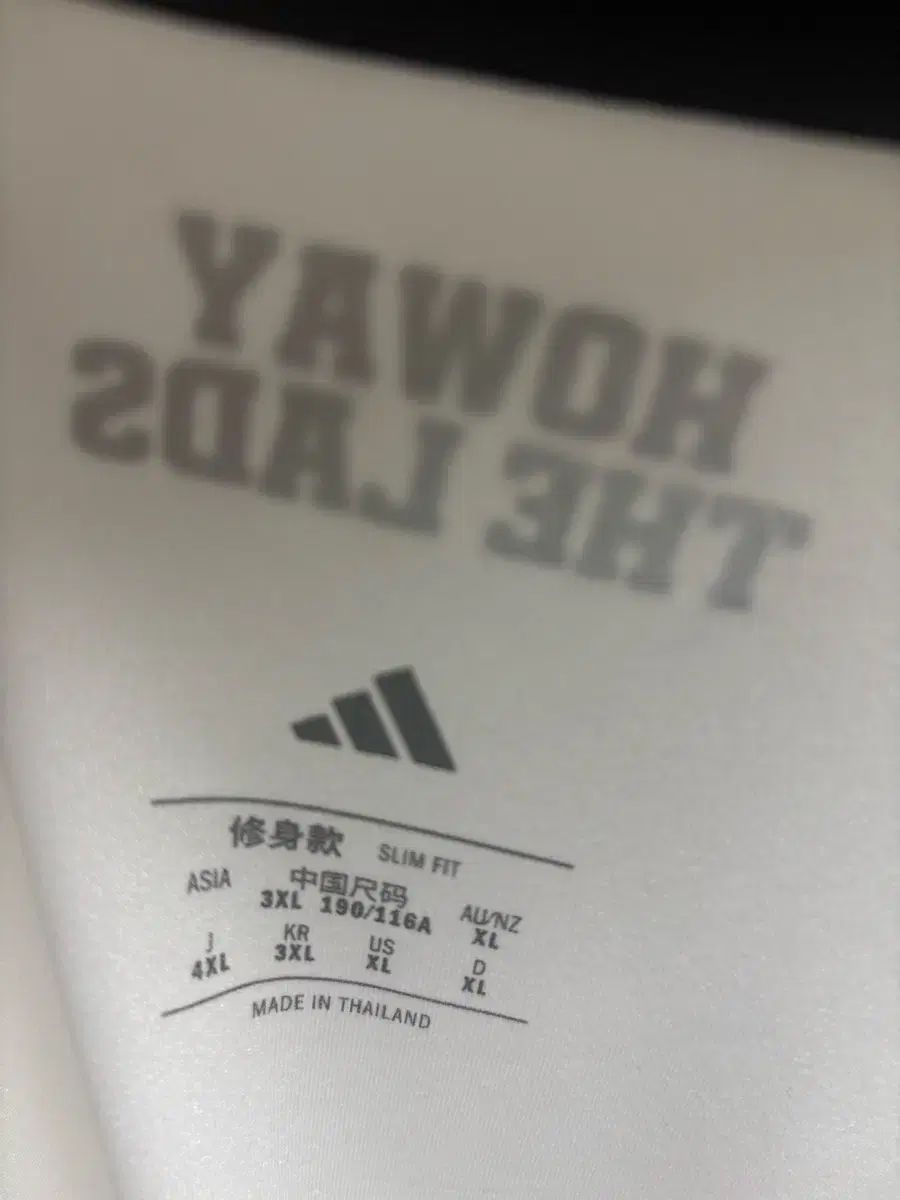 HOWAY
THE LADS
修身款 SLIM FIT
ASIA 中国尺码 AU/NZ
3XL 190/116A XL
J KR US D
4XL 3XL XL XL
MADE IN THAILAND